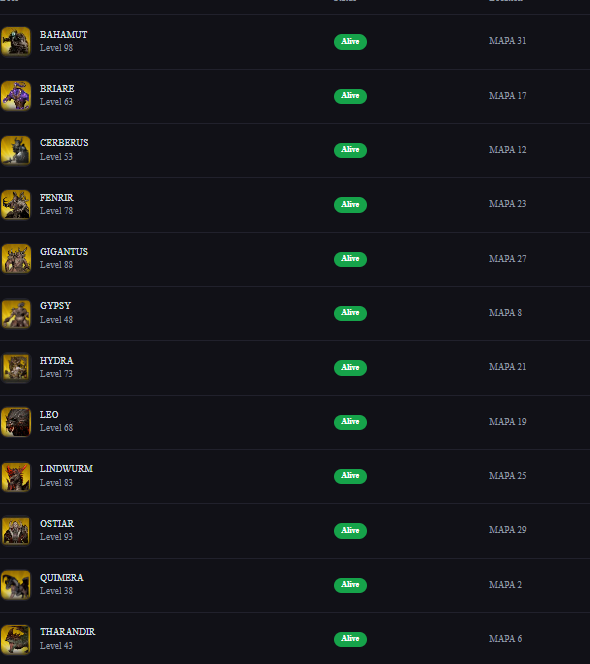 BAHAMUT
Level 98
Alive
MAPA 31
BRIARE
Level 63
Alive
MAPA 17
CERBERUS
Level 53
Alive
MAPA 12
FENRIR
Level 78
Alive
MAPA 23
GIGANTUS
Level 88
Alive
MAPA 27
GYPSY
Level 48
Alive
MAPA 8
HYDRA
Level 73
Alive
MAPA 21
LEO
Level 68
Alive
MAPA 19
LINDWURM
Level 83
Alive
MAPA 25
OSTIAR
Level 93
Alive
MAPA 29
QUIMERA
Level 38
Alive
MAPA 2
THARANDIR
Level 43
Alive
MAPA 6